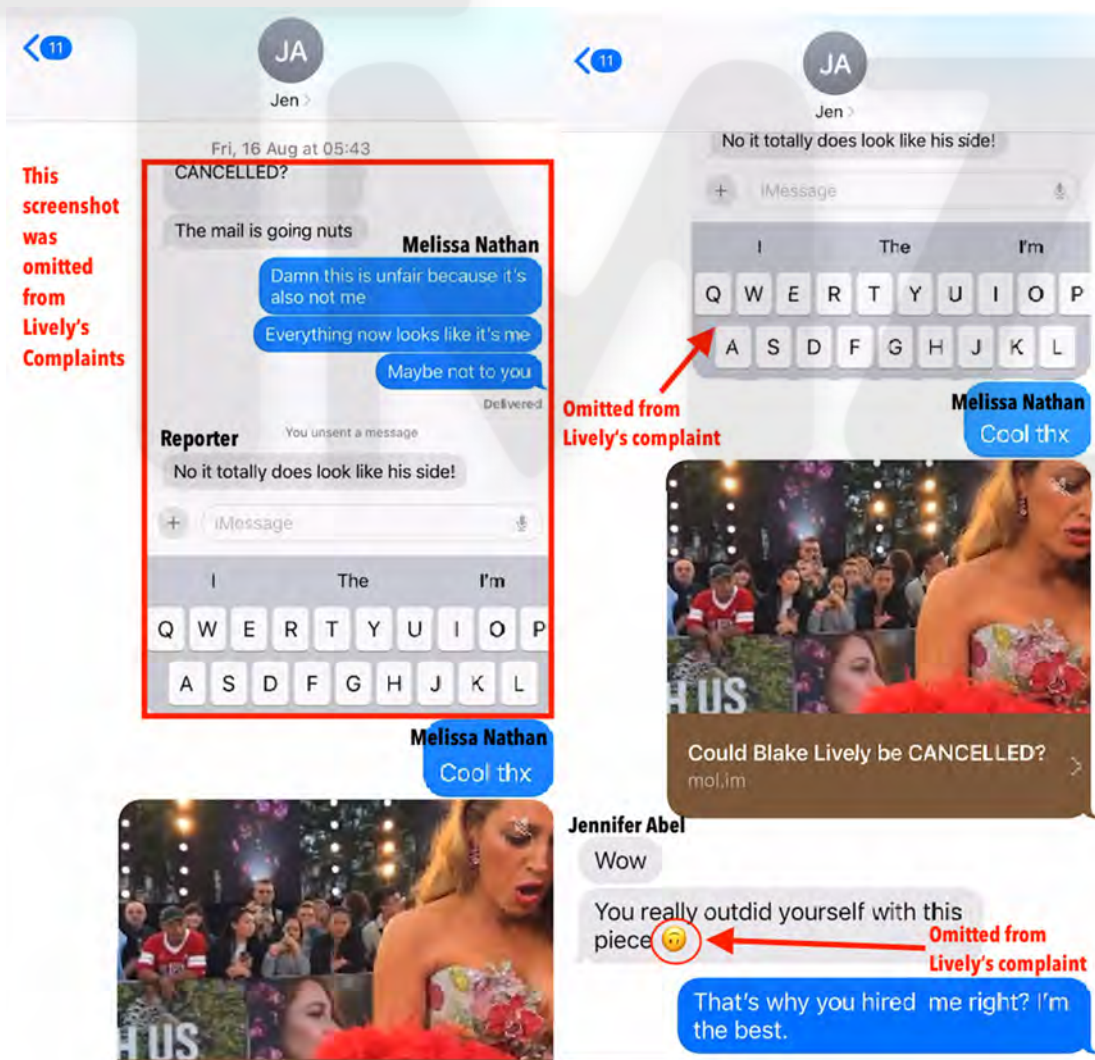 11
JA
Jen
Fri, 16 Aug at 05:43
This
screenshot
was
omitted
from
Lively's
Complaints
CANCELLED?
The mail is going nuts
Melissa Nathan
Damn this is unfair because it's
also not me
Everything now looks like it's me
Maybe not to you
Delivered
You unsent a message
Reporter
No it totally does look like his side!
iMessage
I The I'm
Q W E R T Y U I O P
A S D F G H J K L
Melissa Nathan
Cool thx
H US
11
JA
Jen
No it totally does look like his side!
iMessage
I The I'm
Q W E R T Y U I O P
A S D F G H J K L
Omitted from
Lively's complaint
Melissa Nathan
Cool thx
H US
Could Blake Lively be CANCELLED?
mol.im
Jennifer Abel
Wow
You really outdid yourself with this
piece 🙃
Omitted from
Lively's complaint
That's why you hired me right? I'm
the best.